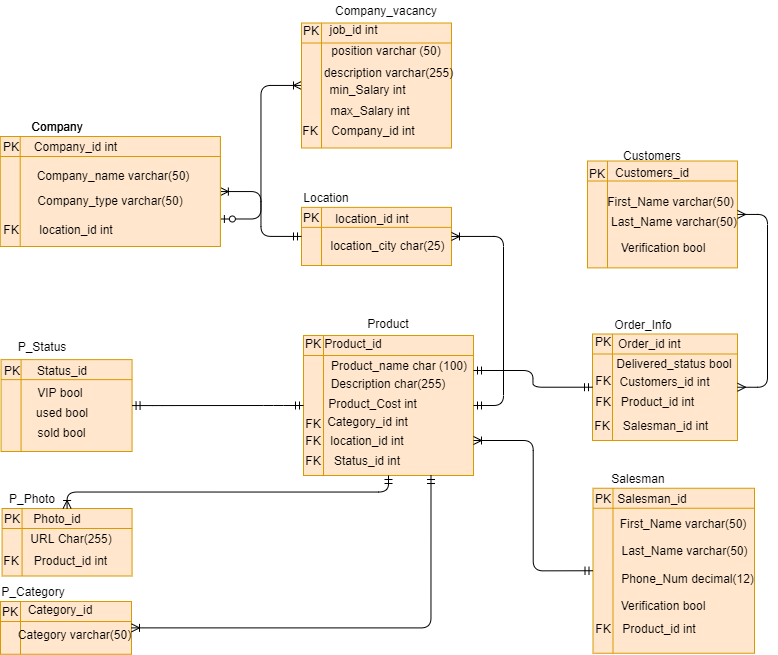 Company_vacancy
PK job_id int
position varchar (50)
description varchar(255)
min_Salary int
max_Salary int
FK Company_id int
Company
PK Company_id int
Company_name varchar(50)
Company_type varchar(50)
FK location_id int
Location
PK location_id int
location_city char(25)
Customers
PK Customers_id
First_Name varchar(50)
Last_Name varchar(50)
Verification bool
P_Status
PK Status_id
VIP bool
used bool
sold bool
Product
PK Product_id
Product_name char (100)
Description char(255)
Product_Cost int
FK Category_id int
FK location_id int
FK Status_id int
Order_Info
PK Order_id int
Delivered_status bool
FK Customers_id int
FK Product_id int
FK Salesman_id int
P_Photo
PK Photo_id
URL Char(255)
FK Product_id int
P_Category
PK Category_id
Category varchar(50)
Salesman
PK Salesman_id
First_Name varchar(50)
Last_Name varchar(50)
Phone_Num decimal(12)
Verification bool
FK Product_id int